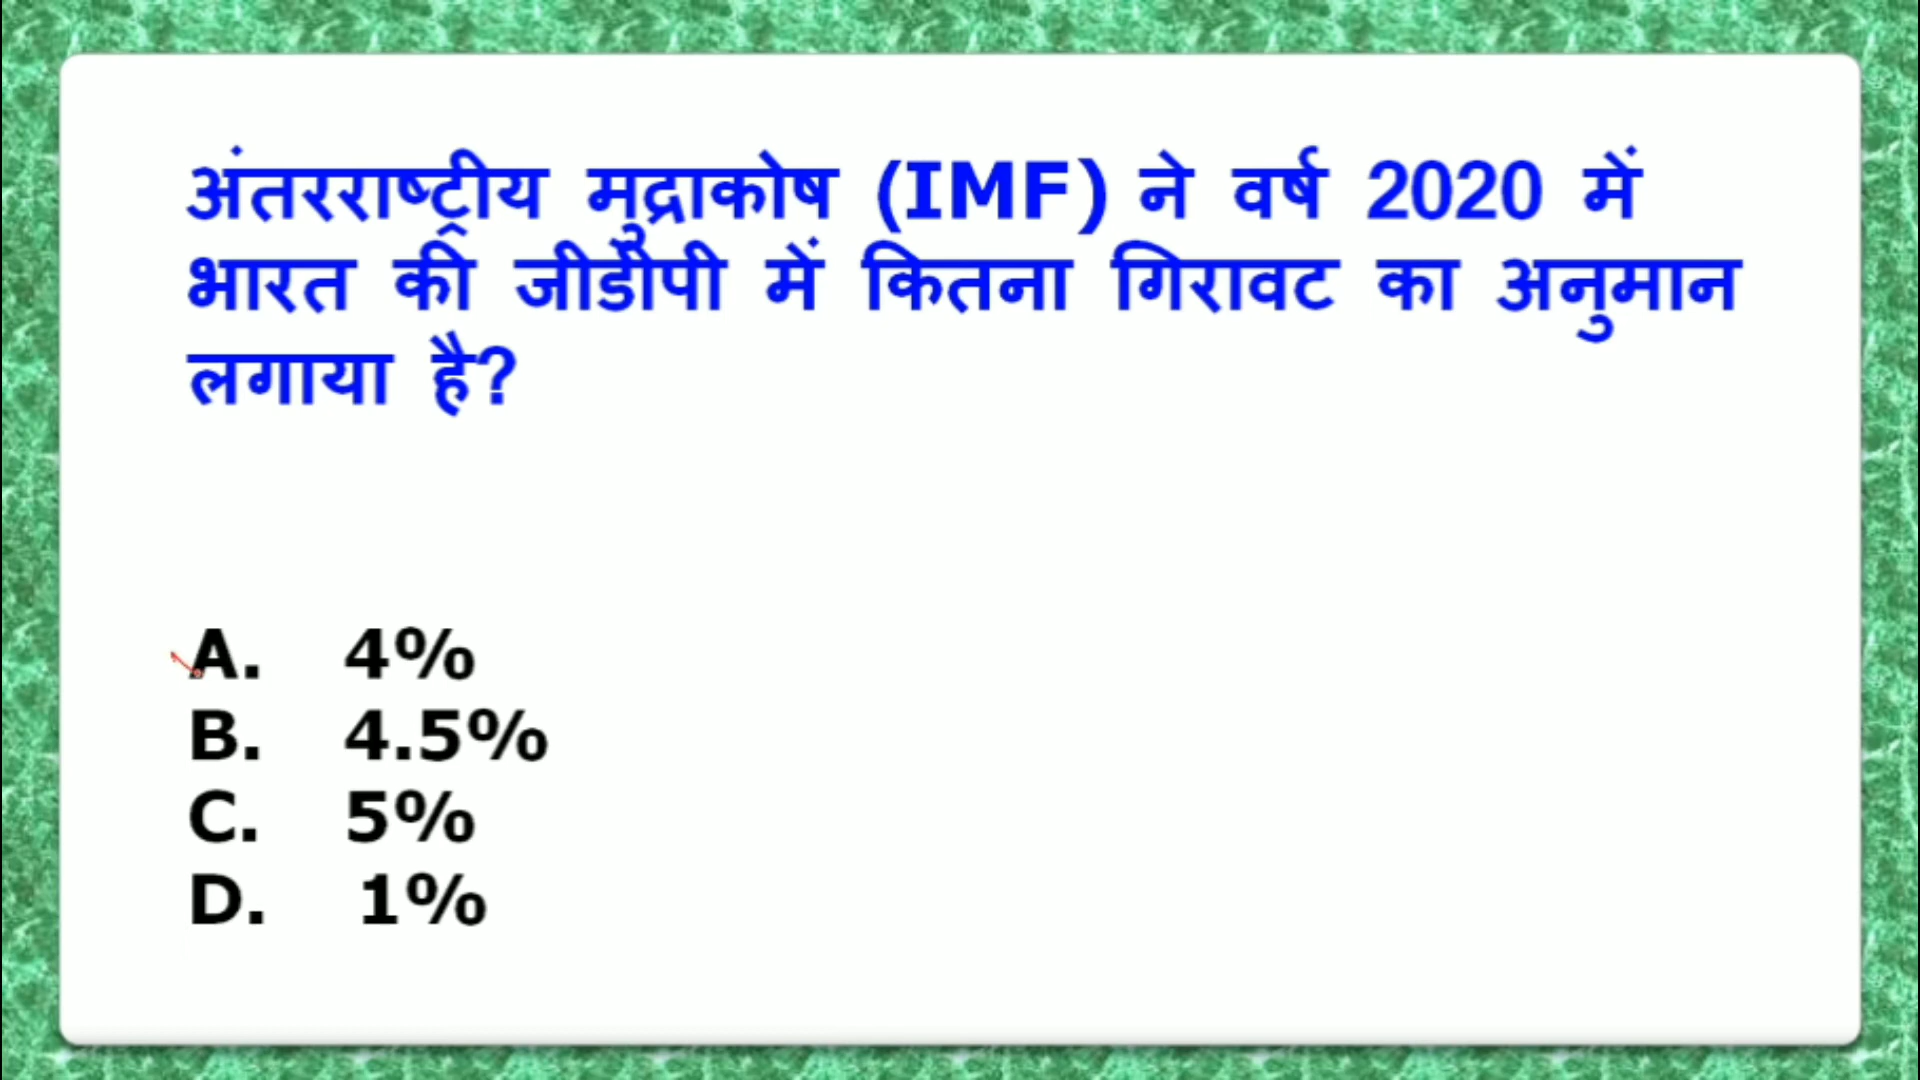 अंतरराष्ट्रीय मुद्राकोष (IMF) ने वर्ष 2020 में
भारत की जीडीपी में कितना गिरावट का अनुमान
लगाया है?
A. 4%
B. 4.5%
C. 5%
D. 1%